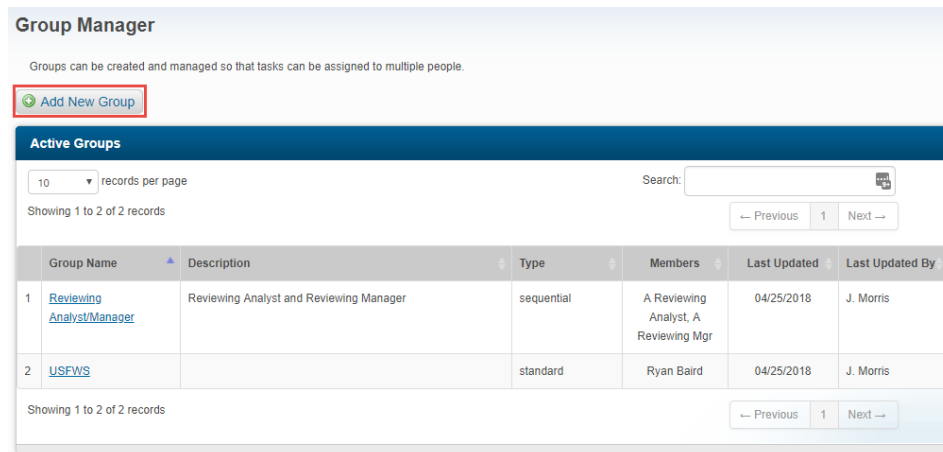 Group Manager
Groups can be created and managed so that tasks can be assigned to multiple people.
Add New Group
Active Groups
10 records per page
Search:
Showing 1 to 2 of 2 records
← Previous 1 Next →
Group Name Description Type Members Last Updated Last Updated By
1 Reviewing Reviewing Analyst and Reviewing Manager sequential A Reviewing 04/25/2018 J. Morris
Analyst/Manager Analyst, A
Reviewing Mgr
2 USFWS standard Ryan Baird 04/25/2018 J. Morris
Showing 1 to 2 of 2 records
← Previous 1 Next →